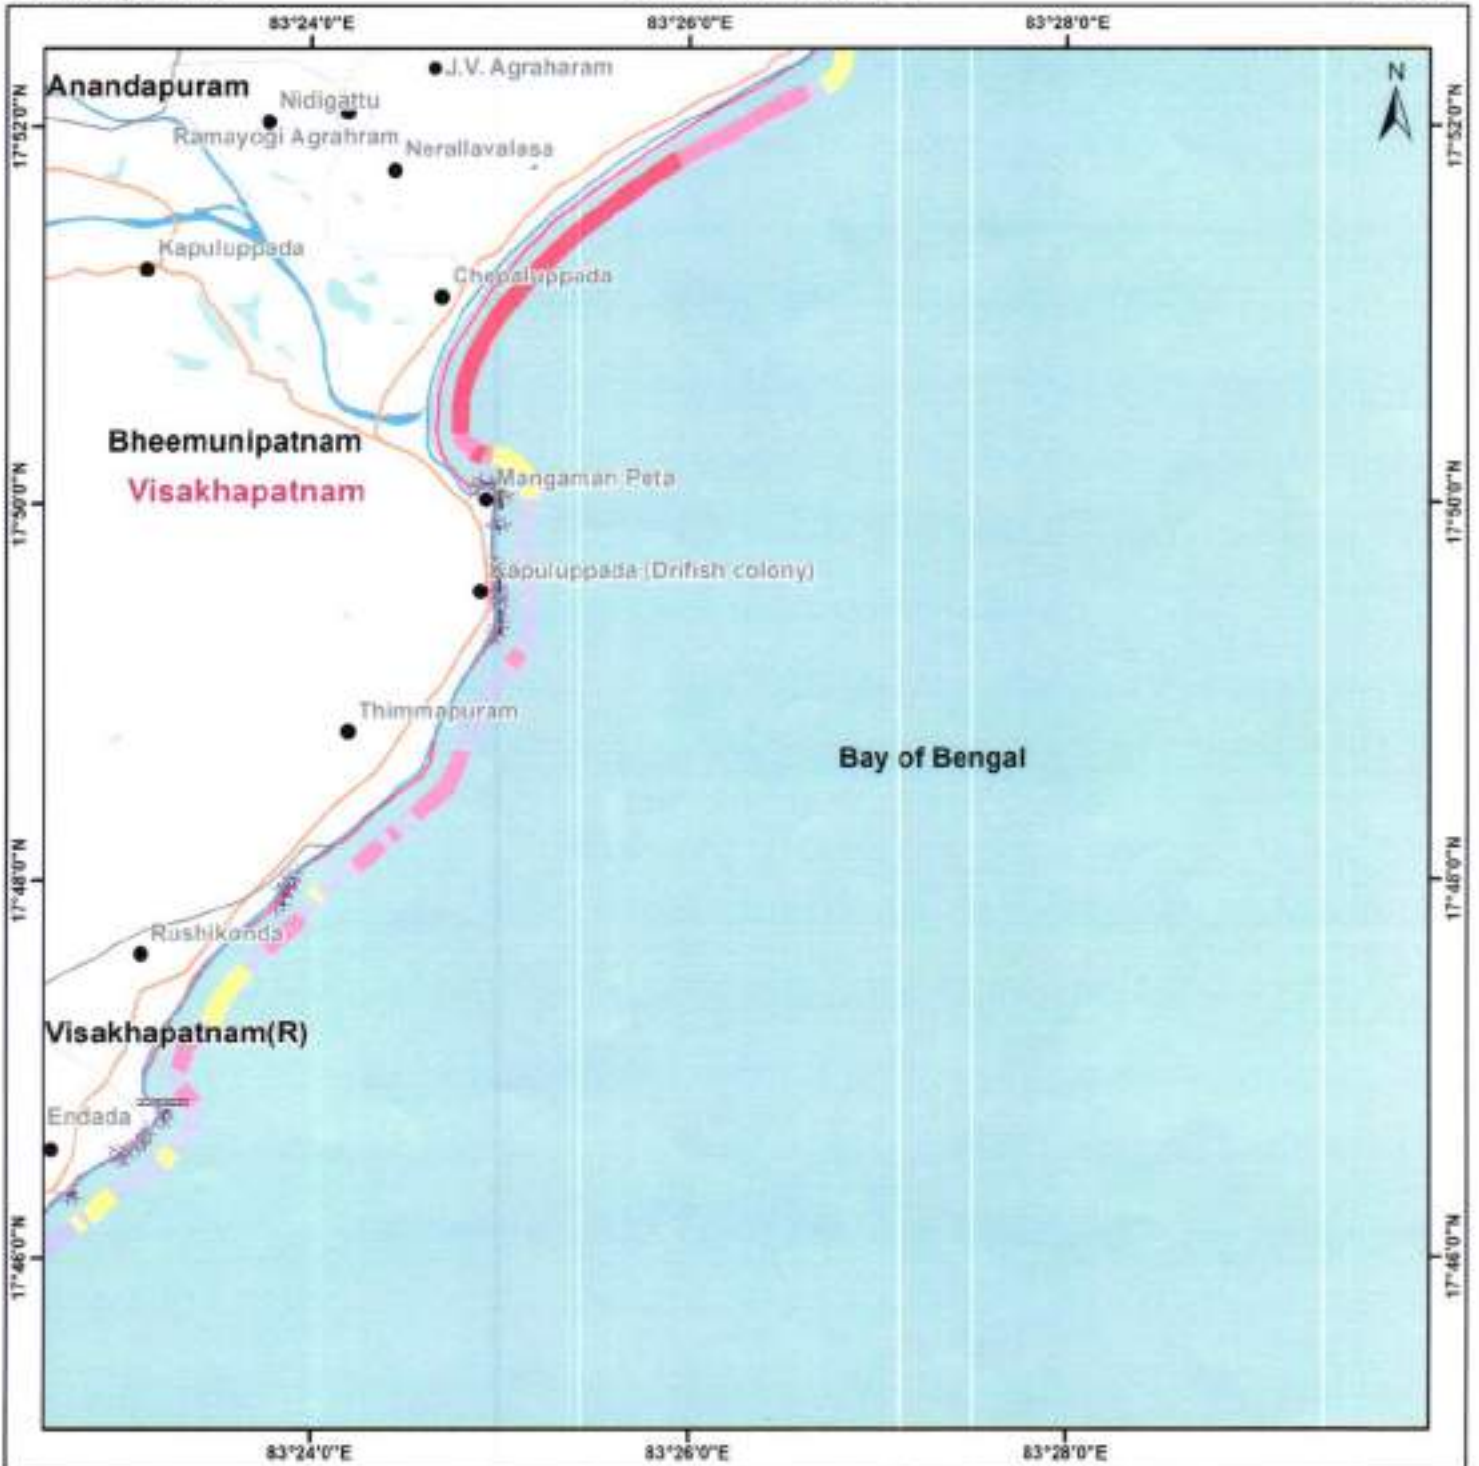 83°24'0"E
83°26'0"E
83°28'0"E
N
J.V. Agraharam
Anandapuram
Nidigattu
17°52'0"N
17°52'0"N
Ramayogi Agrahram
Nerallavalasa
Kapuluppada
Chepaluppada
Bheemunipatnam
Visakhapatnam
Mangamari Peta
17°50'0"N
17°50'0"N
Kapuluppada (Drifish colony)
Thimmapuram
Bay of Bengal
17°48'0"N
17°48'0"N
Rushikonda
Visakhapatnam(R)
Endada
17°46'0"N
17°46'0"N
83°24'0"E
83°26'0"E
83°28'0"E